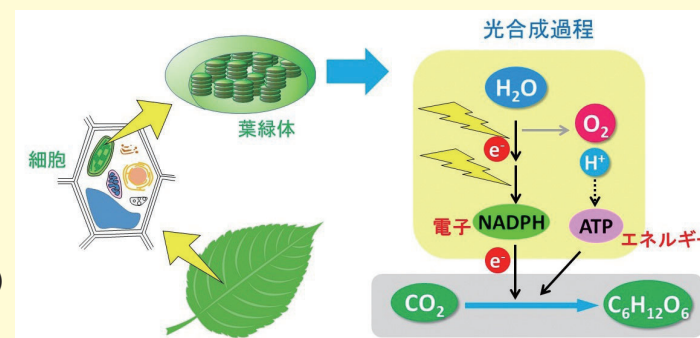 光合成過程
葉緑体
細胞
H₂O
O₂
e⁻
H⁺
電子
NADPH
ATP
エネルギー
e⁻
CO₂
C₆H₁₂O₆